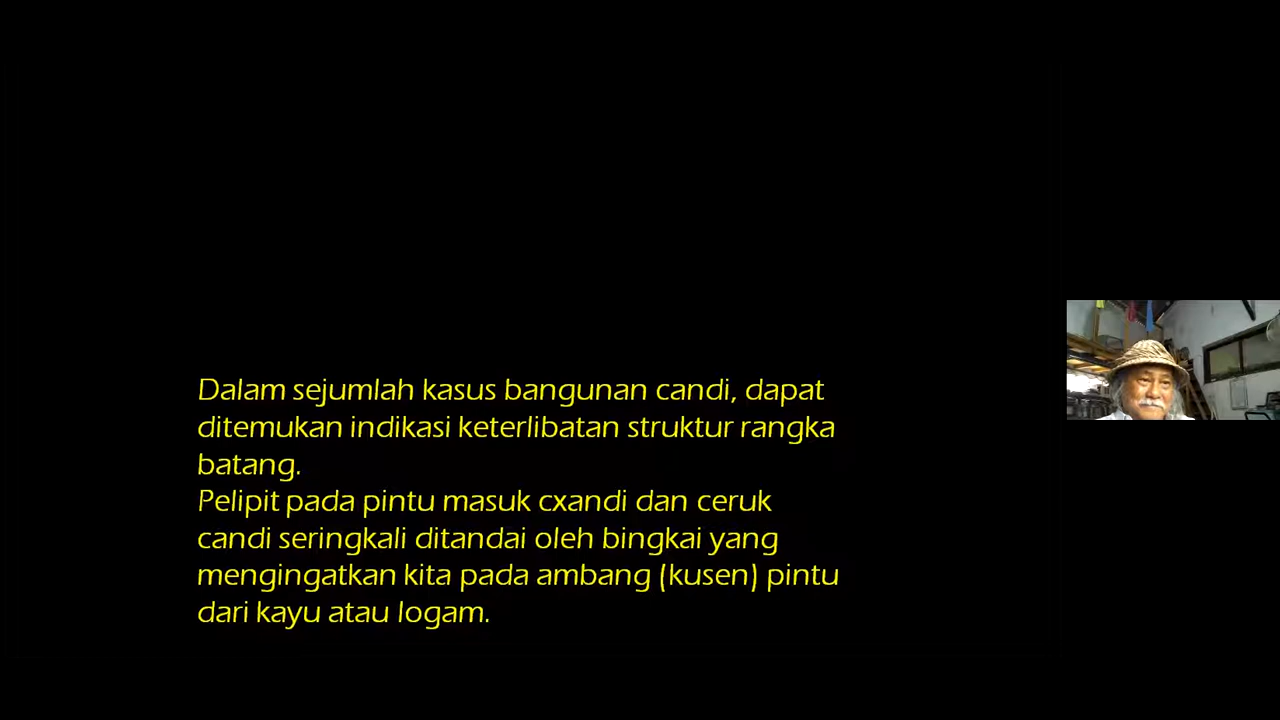 Dalam sejumlah kasus bangunan candi, dapat
ditemukan indikasi keterlibatan struktur rangka
batang.
Pelipit pada pintu masuk cxandi dan ceruk
candi seringkali ditandai oleh bingkai yang
mengingatkan kita pada ambang (kusen) pintu
dari kayu atau logam.